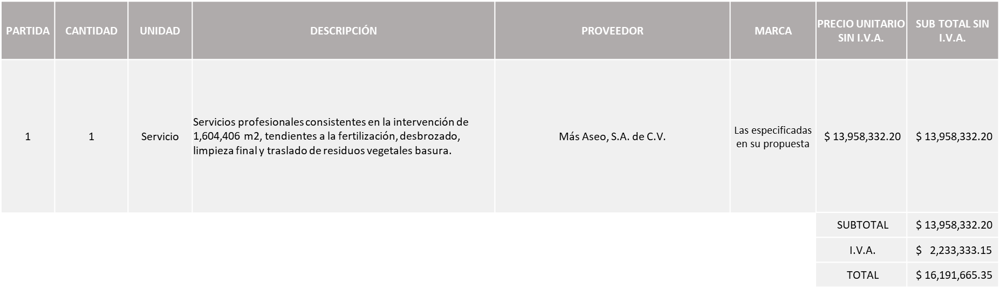 PARTIDA CANTIDAD UNIDAD DESCRIPCIÓN PROVEEDOR MARCA PRECIO UNITARIO SIN I.V.A. SUB TOTAL SIN I.V.A.
1 1 Servicio
Servicios profesionales consistentes en la intervención de
1,604,406 m2, tendientes a la fertilización, desbrozado,
limpieza final y traslado de residuos vegetales basura.
Más Aseo, S.A. de C.V.
Las especificadas
en su propuesta
$ 13,958,332.20 $ 13,958,332.20
SUBTOTAL $ 13,958,332.20
I.V.A. $ 2,233,333.15
TOTAL $ 16,191,665.35